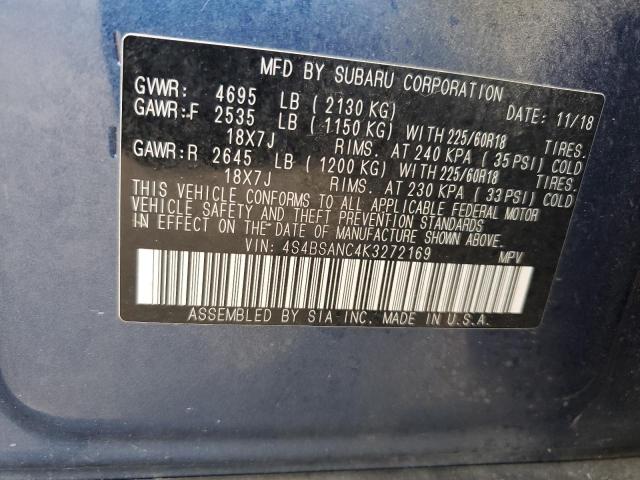 MFD BY SUBARU CORPORATION
GVWR: 4695 LB ( 2130 KG) DATE: 11/18
GAWR:F 2535 LB ( 1150 KG) WITH 225/60R18 TIRES.
18X7J RIMS. AT 240 KPA ( 35 PSI) COLD
GAWR:R 2645 LB ( 1200 KG) WITH 225/60R18 TIRES.
18X7J RIMS. AT 230 KPA ( 33 PSI) COLD
THIS VEHICLE CONFORMS TO ALL APPLICABLE FEDERAL MOTOR
VEHICLE SAFETY AND THEFT PREVENTION STANDARDS
IN EFFECT ON THE DATE OF MANUFACTURE SHOWN ABOVE.
VIN: 4S4BSANC4K3272169 MPV
ASSEMBLED BY SIA-INC. MADE IN U.S.A.